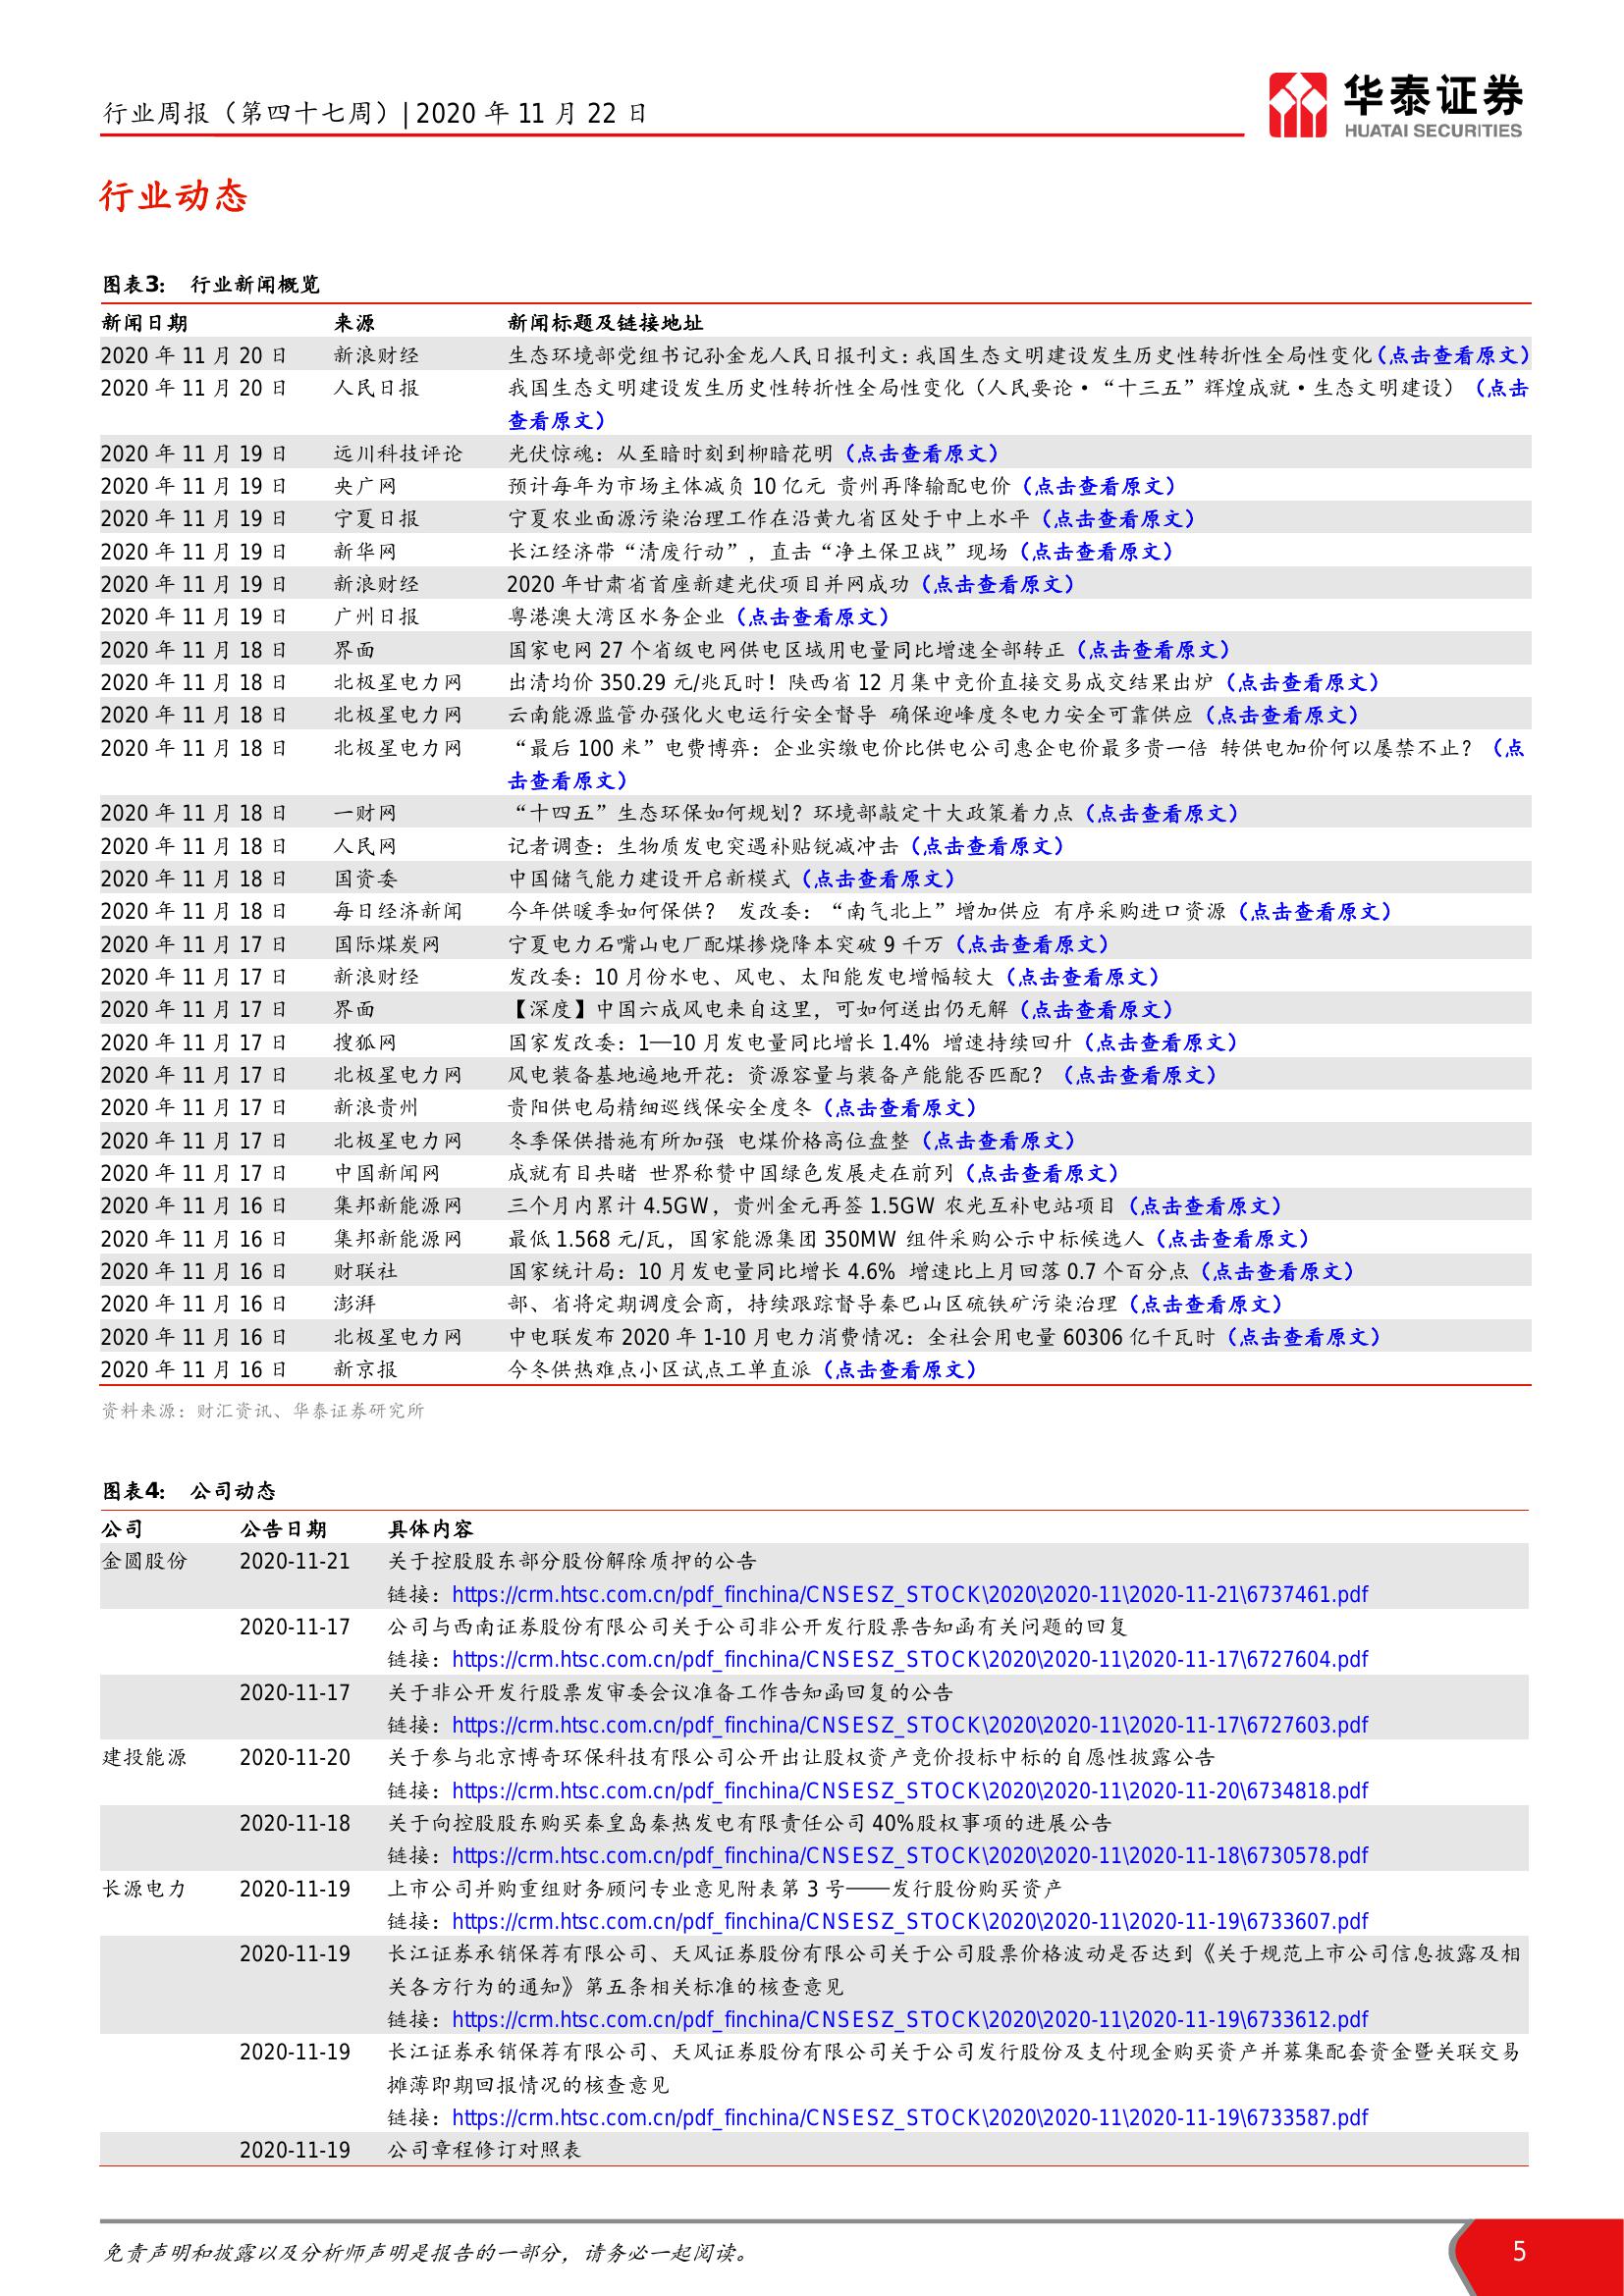 行业周报（第四十七周）| 2020 年 11 月 22 日
华泰证券
HUATAI SECURITIES
行业动态
图表3： 行业新闻概览
新闻日期 来源 新闻标题及链接地址
2020 年 11 月 20 日 新浪财经 生态环境部党组书记孙金龙人民日报刊文：我国生态文明建设发生历史性转折性全局性变化（点击查看原文）
2020 年 11 月 20 日 人民日报 我国生态文明建设发生历史性转折性全局性变化（人民要论•“十三五”辉煌成就•生态文明建设）（点击
查看原文）
2020 年 11 月 19 日 远川科技评论 光伏惊魂：从至暗时刻到柳暗花明（点击查看原文）
2020 年 11 月 19 日 央广网 预计每年为市场主体减负 10 亿元 贵州再降输配电价（点击查看原文）
2020 年 11 月 19 日 宁夏日报 宁夏农业面源污染治理工作在沿黄九省区处于中上水平（点击查看原文）
2020 年 11 月 19 日 新华网 长江经济带“清废行动”，直击“净土保卫战”现场（点击查看原文）
2020 年 11 月 19 日 新浪财经 2020 年甘肃省首座新建光伏项目并网成功（点击查看原文）
2020 年 11 月 19 日 广州日报 粤港澳大湾区水务企业（点击查看原文）
2020 年 11 月 18 日 界面 国家电网 27 个省级电网供电区域用电量同比增速全部转正（点击查看原文）
2020 年 11 月 18 日 北极星电力网 出清均价 350.29 元/兆瓦时！陕西省 12 月集中竞价直接交易成交结果出炉（点击查看原文）
2020 年 11 月 18 日 北极星电力网 云南能源监管办强化火电运行安全督导 确保迎峰度冬电力安全可靠供应（点击查看原文）
2020 年 11 月 18 日 北极星电力网 “最后 100 米”电费博弈：企业实缴电价比供电公司惠企电价最多贵一倍 转供电加价何以屡禁不止？（点
击查看原文）
2020 年 11 月 18 日 一财网 “十四五”生态环保如何规划？环境部敲定十大政策着力点（点击查看原文）
2020 年 11 月 18 日 人民网 记者调查：生物质发电突遇补贴锐减冲击（点击查看原文）
2020 年 11 月 18 日 国资委 中国储气能力建设开启新模式（点击查看原文）
2020 年 11 月 18 日 每日经济新闻 今年供暖季如何保供？ 发改委：“南气北上”增加供应 有序采购进口资源（点击查看原文）
2020 年 11 月 17 日 国际煤炭网 宁夏电力石嘴山电厂配煤掺烧降本突破 9 千万（点击查看原文）
2020 年 11 月 17 日 新浪财经 发改委：10 月份水电、风电、太阳能发电增幅较大（点击查看原文）
2020 年 11 月 17 日 界面 【深度】中国六成风电来自这里，可如何送出仍无解（点击查看原文）
2020 年 11 月 17 日 搜狐网 国家发改委：1—10 月发电量同比增长 1.4% 增速持续回升（点击查看原文）
2020 年 11 月 17 日 北极星电力网 风电装备基地遍地开花：资源容量与装备产能能否匹配？（点击查看原文）
2020 年 11 月 17 日 新浪贵州 贵阳供电局精细巡线保安全度冬（点击查看原文）
2020 年 11 月 17 日 北极星电力网 冬季保供措施有所加强 电煤价格高位盘整（点击查看原文）
2020 年 11 月 17 日 中国新闻网 成就有目共睹 世界称赞中国绿色发展走在前列（点击查看原文）
2020 年 11 月 16 日 集邦新能源网 三个月内累计 4.5GW，贵州金元再签 1.5GW 农光互补电站项目（点击查看原文）
2020 年 11 月 16 日 集邦新能源网 最低 1.568 元/瓦，国家能源集团 350MW 组件采购公示中标候选人（点击查看原文）
2020 年 11 月 16 日 财联社 国家统计局：10 月发电量同比增长 4.6% 增速比上月回落 0.7 个百分点（点击查看原文）
2020 年 11 月 16 日 澎湃 部、省将定期调度会商，持续跟踪督导秦巴山区硫铁矿污染治理（点击查看原文）
2020 年 11 月 16 日 北极星电力网 中电联发布 2020 年 1-10 月电力消费情况：全社会用电量 60306 亿千瓦时（点击查看原文）
2020 年 11 月 16 日 新京报 今冬供热难点小区试点工单直派（点击查看原文）
资料来源：财汇资讯、华泰证券研究所
图表4： 公司动态
公司 公告日期 具体内容
金圆股份 2020-11-21 关于控股股东部分股份解除质押的公告
链接：https://crm.htsc.com.cn/pdf_finchina/CNSESZ_STOCK\2020\2020-11\2020-11-21\6737461.pdf
2020-11-17 公司与西南证券股份有限公司关于公司非公开发行股票告知函有关问题的回复
链接：https://crm.htsc.com.cn/pdf_finchina/CNSESZ_STOCK\2020\2020-11\2020-11-17\6727604.pdf
2020-11-17 关于非公开发行股票发审委会议准备工作告知函回复的公告
链接：https://crm.htsc.com.cn/pdf_finchina/CNSESZ_STOCK\2020\2020-11\2020-11-17\6727603.pdf
建投能源 2020-11-20 关于参与北京博奇环保科技有限公司公开出让股权资产竞价投标中标的自愿性披露公告
链接：https://crm.htsc.com.cn/pdf_finchina/CNSESZ_STOCK\2020\2020-11\2020-11-20\6734818.pdf
2020-11-18 关于向控股股东购买秦皇岛秦热发电有限责任公司 40%股权事项的进展公告
链接：https://crm.htsc.com.cn/pdf_finchina/CNSESZ_STOCK\2020\2020-11\2020-11-18\6730578.pdf
长源电力 2020-11-19 上市公司并购重组财务顾问专业意见附表第 3 号——发行股份购买资产
链接：https://crm.htsc.com.cn/pdf_finchina/CNSESZ_STOCK\2020\2020-11\2020-11-19\6733607.pdf
2020-11-19 长江证券承销保荐有限公司、天风证券股份有限公司关于公司股票价格波动是否达到《关于规范上市公司信息披露及相
关各方行为的通知》第五条相关标准的核查意见
链接：https://crm.htsc.com.cn/pdf_finchina/CNSESZ_STOCK\2020\2020-11\2020-11-19\6733612.pdf
2020-11-19 长江证券承销保荐有限公司、天风证券股份有限公司关于公司发行股份及支付现金购买资产并募集配套资金暨关联交易
摊薄即期回报情况的核查意见
链接：https://crm.htsc.com.cn/pdf_finchina/CNSESZ_STOCK\2020\2020-11\2020-11-19\6733587.pdf
2020-11-19 公司章程修订对照表
免责声明和披露以及分析师声明是报告的一部分，请务必一起阅读。 5